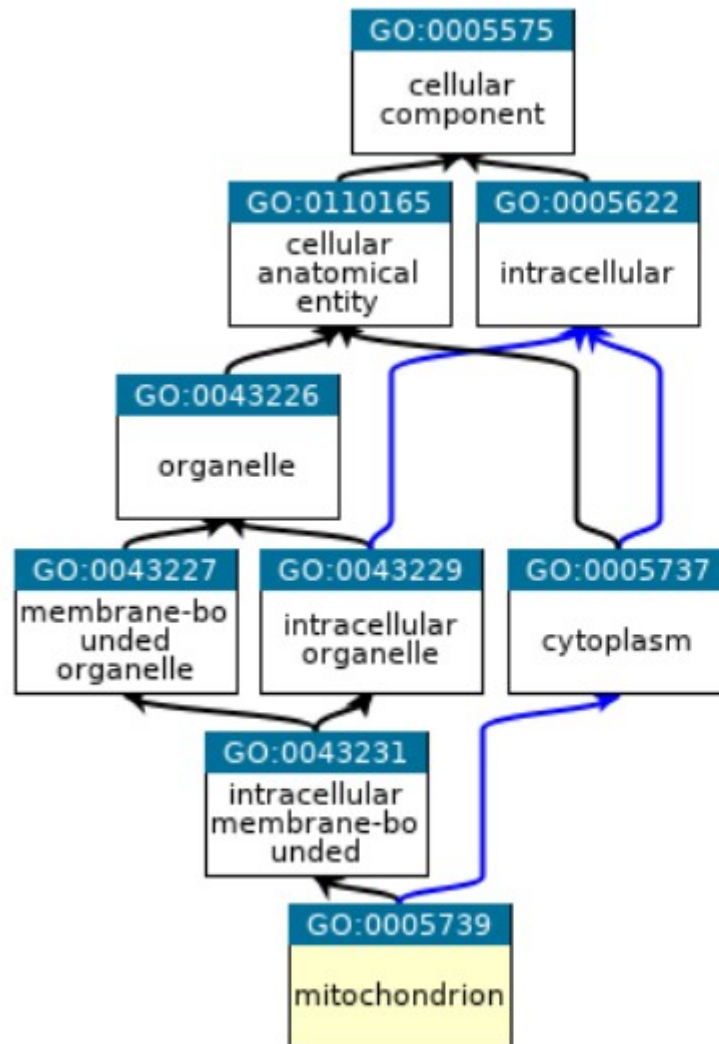 GO:0005575
cellular
component
GO:0110165
cellular
anatomical
entity
GO:0005622
intracellular
GO:0043226
organelle
GO:0043227
membrane-bo
unded
organelle
GO:0043229
intracellular
organelle
GO:0005737
cytoplasm
GO:0043231
intracellular
membrane-bo
unded
GO:0005739
mitochondrion